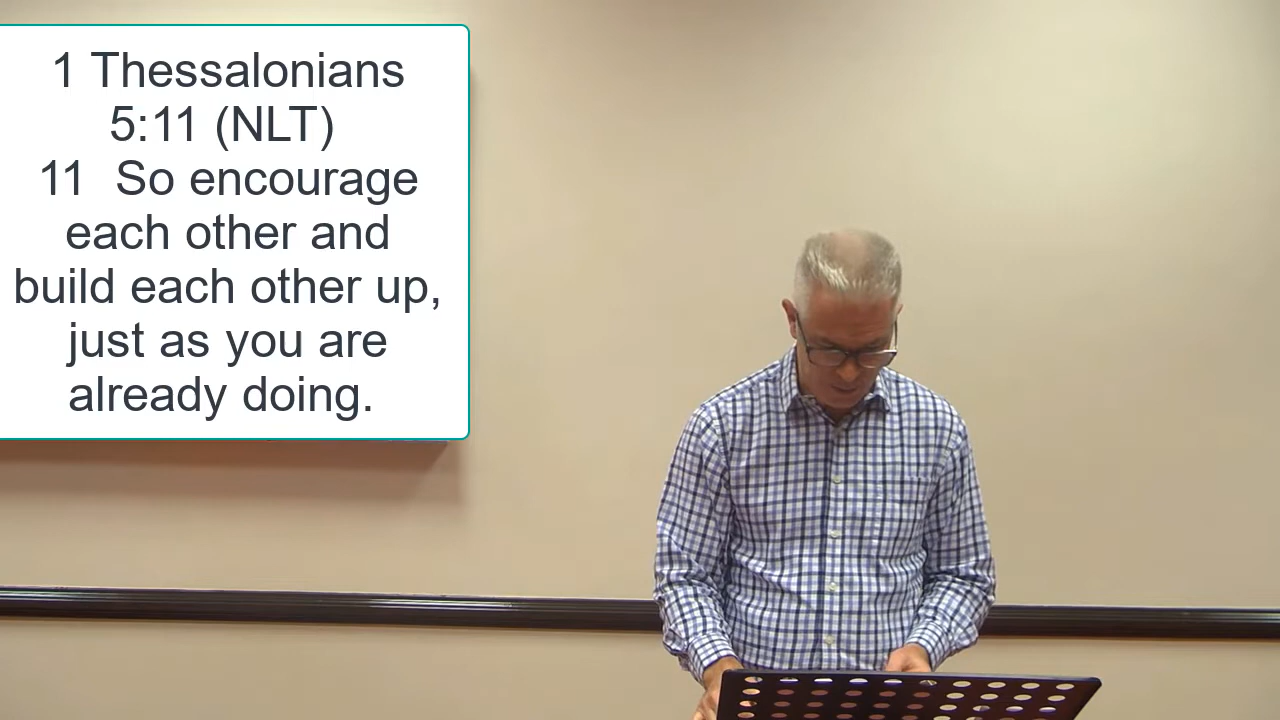 1 Thessalonians
5:11 (NLT)
11  So encourage
each other and
build each other up,
just as you are
already doing.